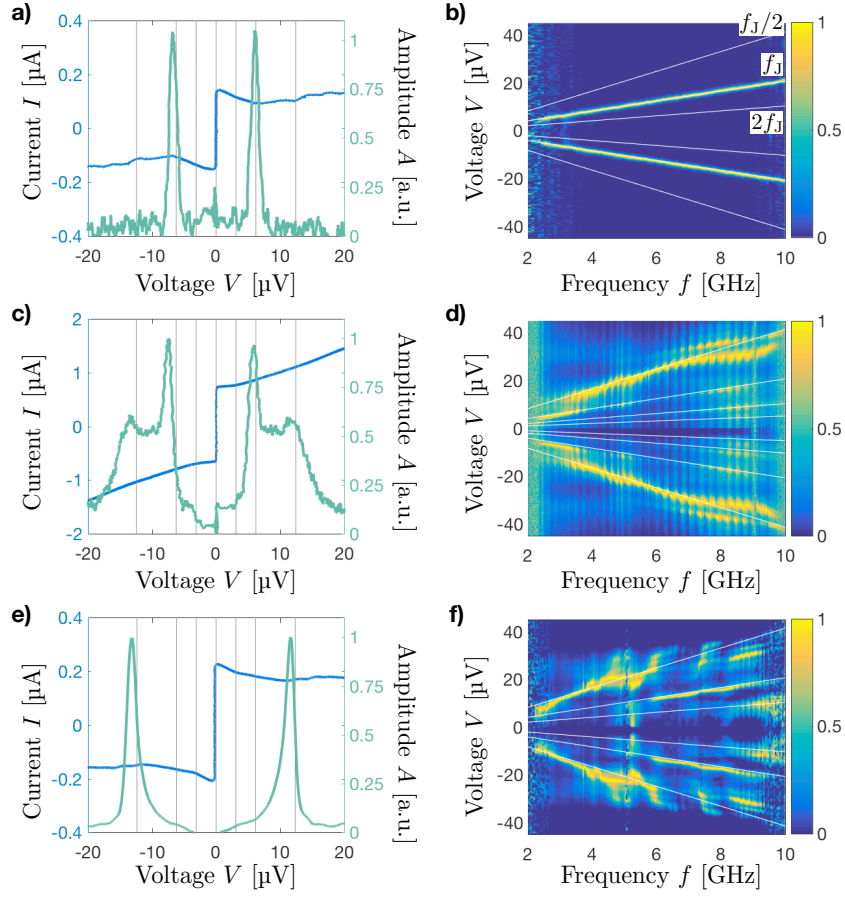 a)
0.4
0.2
0
-0.2
-0.4
Current I [µA]
1
0.75
0.5
0.25
0
Amplitude A [a.u.]
-20 -10 0 10 20
Voltage V [µV]
b)
40
20
0
-20
-40
Voltage V [µV]
f_J/2
f_J
2f_J
2 4 6 8 10
Frequency f [GHz]
1
0.5
0
c)
2
1
0
-1
-2
Current I [µA]
1
0.75
0.5
0.25
0
Amplitude A [a.u.]
-20 -10 0 10 20
Voltage V [µV]
d)
40
20
0
-20
-40
Voltage V [µV]
2 4 6 8 10
Frequency f [GHz]
1
0.5
0
e)
0.4
0.2
0
-0.2
-0.4
Current I [µA]
1
0.75
0.5
0.25
0
Amplitude A [a.u.]
-20 -10 0 10 20
Voltage V [µV]
f)
40
20
0
-20
-40
Voltage V [µV]
2 4 6 8 10
Frequency f [GHz]
1
0.5
0